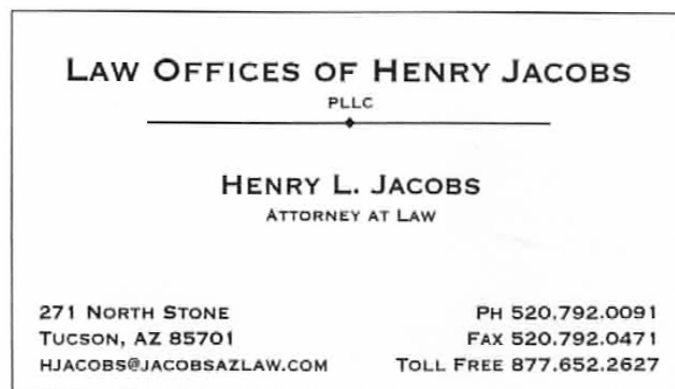 LAW OFFICES OF HENRY JACOBS
PLLC
HENRY L. JACOBS
ATTORNEY AT LAW
271 NORTH STONE
TUCSON, AZ 85701
HJACOBS@JACOBSAZLAW.COM
PH 520.792.0091
FAX 520.792.0471
TOLL FREE 877.652.2627